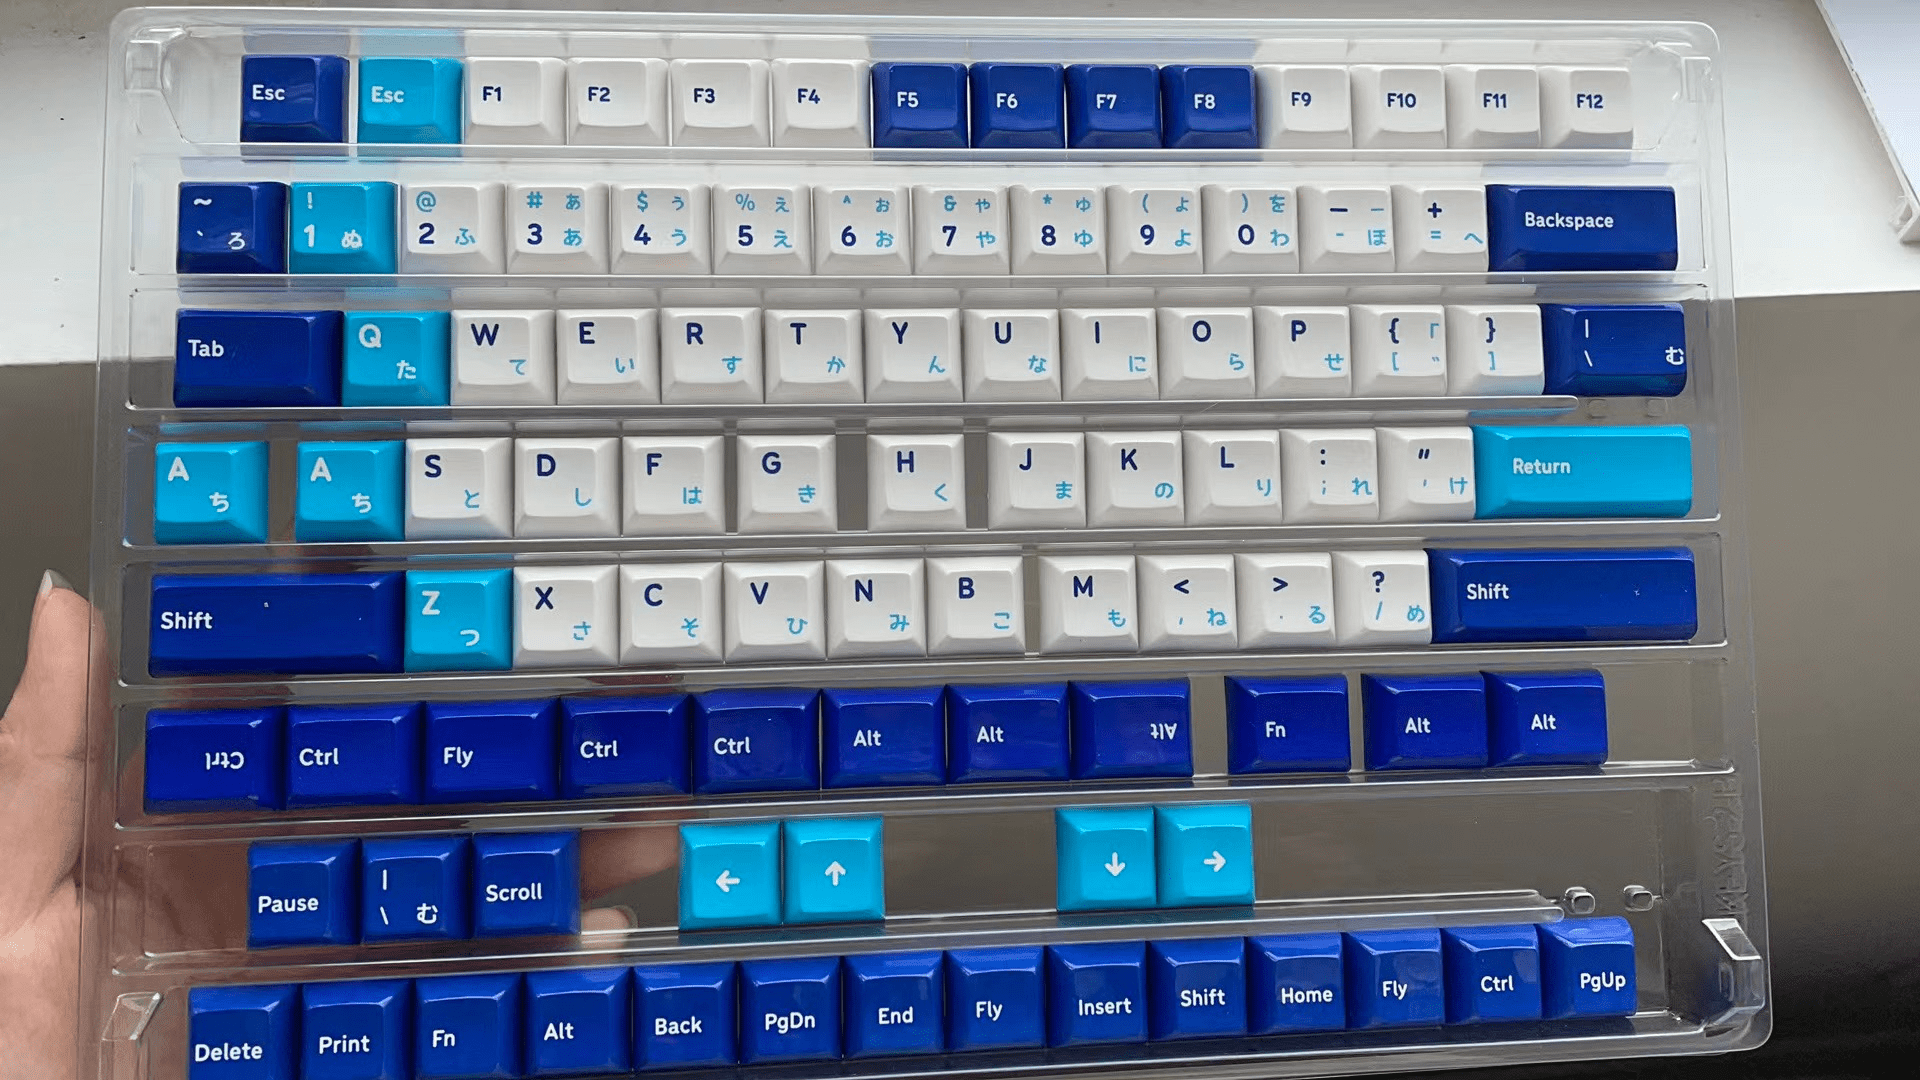 Esc Esc F1 F2 F3 F4 F5 F6 F7 F8 F9 F10 F11 F12
~ ! @ # あ $ ぅ % ぇ ^ ぉ & ゃ * ゅ ( ょ ) を — — +
` ろ 1 ぬ 2 ふ 3 あ 4 う 5 え 6 お 7 や 8 ゆ 9 よ 0 わ - ほ = へ Backspace
Tab Q W E R T Y U I O P { 「 } |
た て い す か ん な に ら せ [ ゛ ] \ む
A A S D F G H J K L : " Return
ち ち と し は き く ま の り ; れ ' け
Shift Z X C V N B M < > ? Shift
つ さ そ ひ み こ も , ね . る / め
Ctrl Ctrl Fly Ctrl Ctrl Alt Alt Alt Fn Alt Alt
Pause | \ む Scroll ← ↑ ↓ →
Delete Print Fn Alt Back PgDn End Fly Insert Shift Home Fly Ctrl PgUp